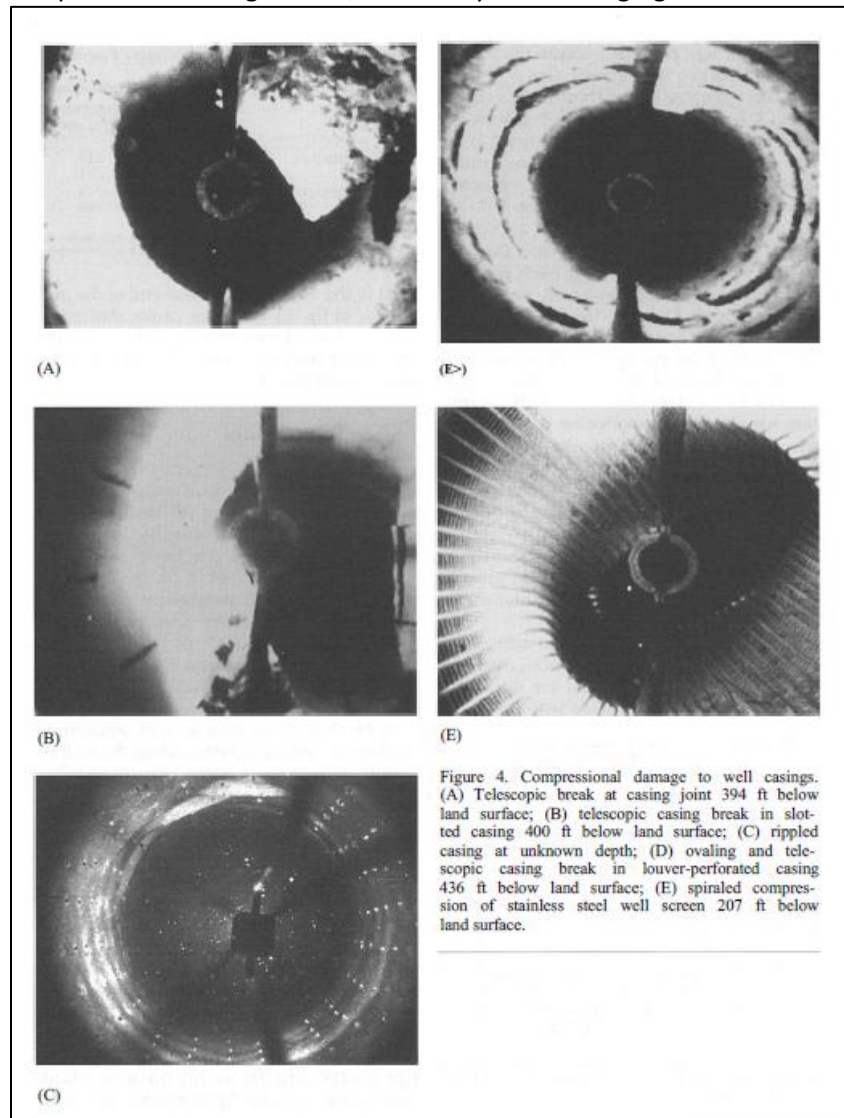 (A)
(E>)
(B)
(E)
Figure 4. Compressional damage to well casings.
(A) Telescopic break at casing joint 394 ft below
land surface; (B) telescopic casing break in slot-
ted casing 400 ft below land surface; (C) rippled
casing at unknown depth; (D) ovaling and tele-
scopic casing break in louver-perforated casing
436 ft below land surface; (E) spiraled compres-
sion of stainless steel well screen 207 ft below
land surface.
(C)